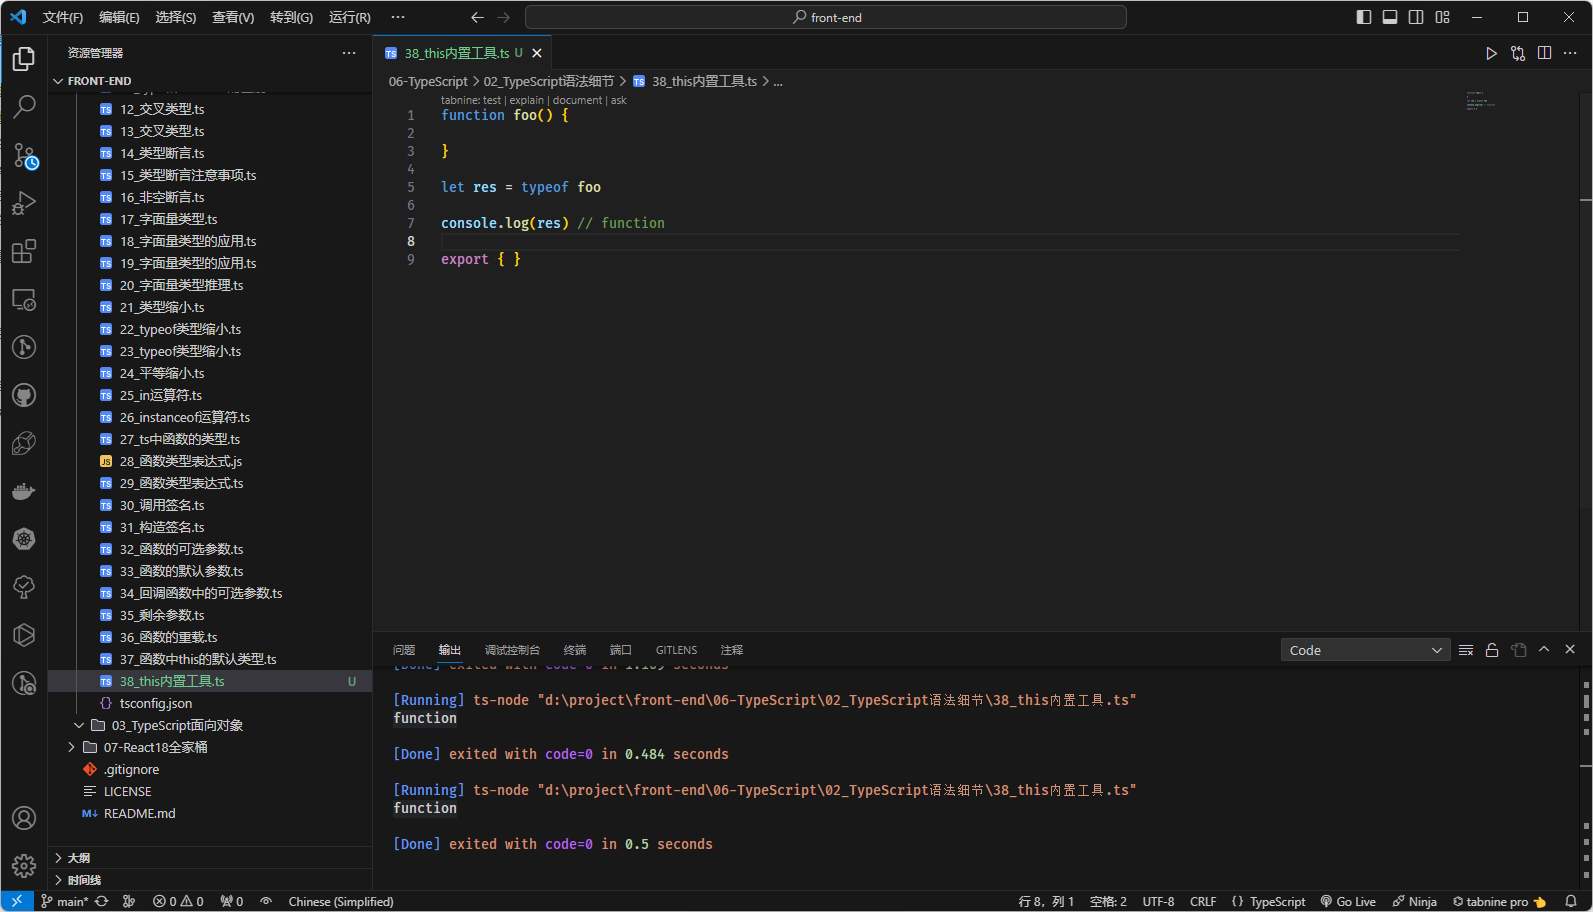 文件(F) 编辑(E) 选择(S) 查看(V) 转到(G) 运行(R) ···
front-end
资源管理器
FRONT-END
12_交叉类型.ts
13_交叉类型.ts
14_类型断言.ts
15_类型断言注意事项.ts
16_非空断言.ts
17_字面量类型.ts
18_字面量类型的应用.ts
19_字面量类型的应用.ts
20_字面量类型推理.ts
21_类型缩小.ts
22_typeof类型缩小.ts
23_typeof类型缩小.ts
24_平等缩小.ts
25_in运算符.ts
26_instanceof运算符.ts
27_ts中函数的类型.ts
28_函数类型表达式.js
29_函数类型表达式.ts
30_调用签名.ts
31_构造签名.ts
32_函数的可选参数.ts
33_函数的默认参数.ts
34_回调函数中的可选参数.ts
35_剩余参数.ts
36_函数的重载.ts
37_函数中this的默认类型.ts
38_this内置工具.ts U
{} tsconfig.json
03_TypeScript面向对象
07-React18全家桶
.gitignore
LICENSE
README.md
大纲
时间线
TS 38_this内置工具.ts U
06-TypeScript > 02_TypeScript语法细节 > TS 38_this内置工具.ts > ...
tabnine: test | explain | document | ask
1 function foo() {
2
3 }
4
5 let res = typeof foo
6
7 console.log(res) // function
8
9 export { }
问题 输出 调试控制台 终端 端口 GITLENS 注释
Code
[Done] exited with code=0 in 1.109 seconds
[Running] ts-node "d:\project\front-end\06-TypeScript\02_TypeScript语法细节\38_this内置工具.ts"
function
[Done] exited with code=0 in 0.484 seconds
[Running] ts-node "d:\project\front-end\06-TypeScript\02_TypeScript语法细节\38_this内置工具.ts"
function
[Done] exited with code=0 in 0.5 seconds
main* 0 0 0 Chinese (Simplified) 行 8，列 1 空格: 2 UTF-8 CRLF {} TypeScript Go Live Ninja tabnine pro